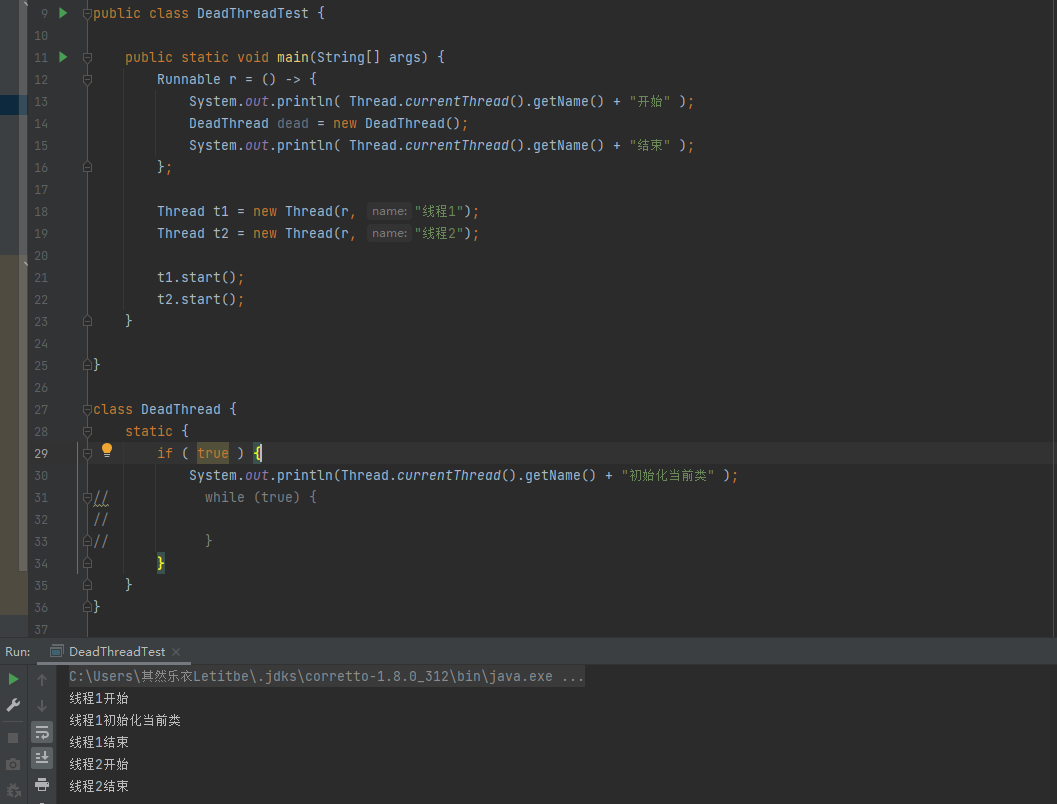 9 public class DeadThreadTest {
10
11 public static void main(String[] args) {
12 Runnable r = () -> {
13 System.out.println( Thread.currentThread().getName() + "开始" );
14 DeadThread dead = new DeadThread();
15 System.out.println( Thread.currentThread().getName() + "结束" );
16 };
17
18 Thread t1 = new Thread(r, name: "线程1");
19 Thread t2 = new Thread(r, name: "线程2");
20
21 t1.start();
22 t2.start();
23 }
24
25 }
26
27 class DeadThread {
28 static {
29 if ( true ) {
30 System.out.println(Thread.currentThread().getName() + "初始化当前类" );
31 // while (true) {
32 //
33 // }
34 }
35 }
36 }
37
Run: DeadThreadTest ×
C:\Users\其然乐衣Letitbe\.jdks\corretto-1.8.0_312\bin\java.exe ...
线程1开始
线程1初始化当前类
线程1结束
线程2开始
线程2结束